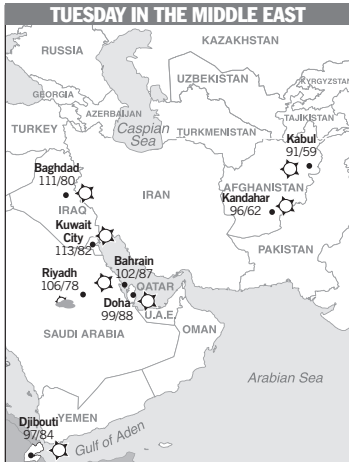 TUESDAY IN THE MIDDLE EAST
KAZAKHSTAN
RUSSIA
UZBEKISTAN
KYRGYZSTAN
GEORGIA
AZERBAIJAN
TAJIKISTAN
TURKEY
Caspian
Sea
TURKMENISTAN
Kabul
91/59
Baghdad
111/80
IRAN
AFGHANISTAN
Kandahar
96/62
IRAQ
Kuwait
City
113/82
PAKISTAN
Bahrain
102/87
Riyadh
106/78
QATAR
Doha
99/88
U.A.E.
OMAN
SAUDI ARABIA
Arabian Sea
Djibouti
97/84
YEMEN
Gulf of Aden